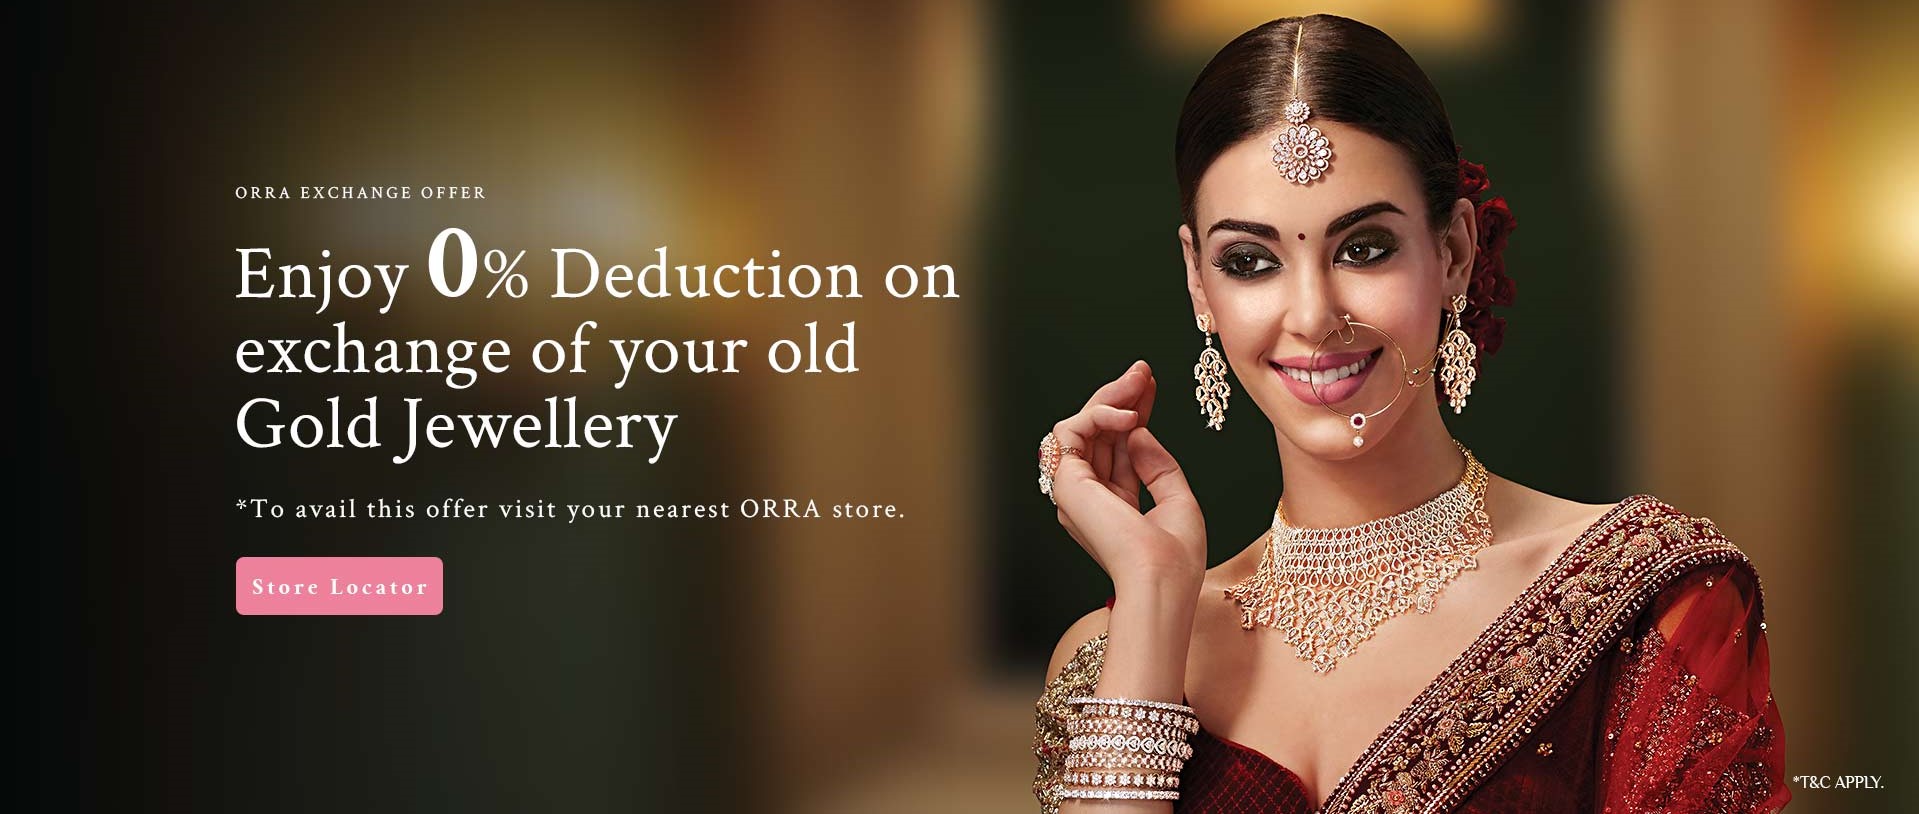 ORRA EXCHANGE OFFER
Enjoy 0% Deduction on
exchange of your old
Gold Jewellery
*To avail this offer visit your nearest ORRA store.
Store Locator
*T&C APPLY.